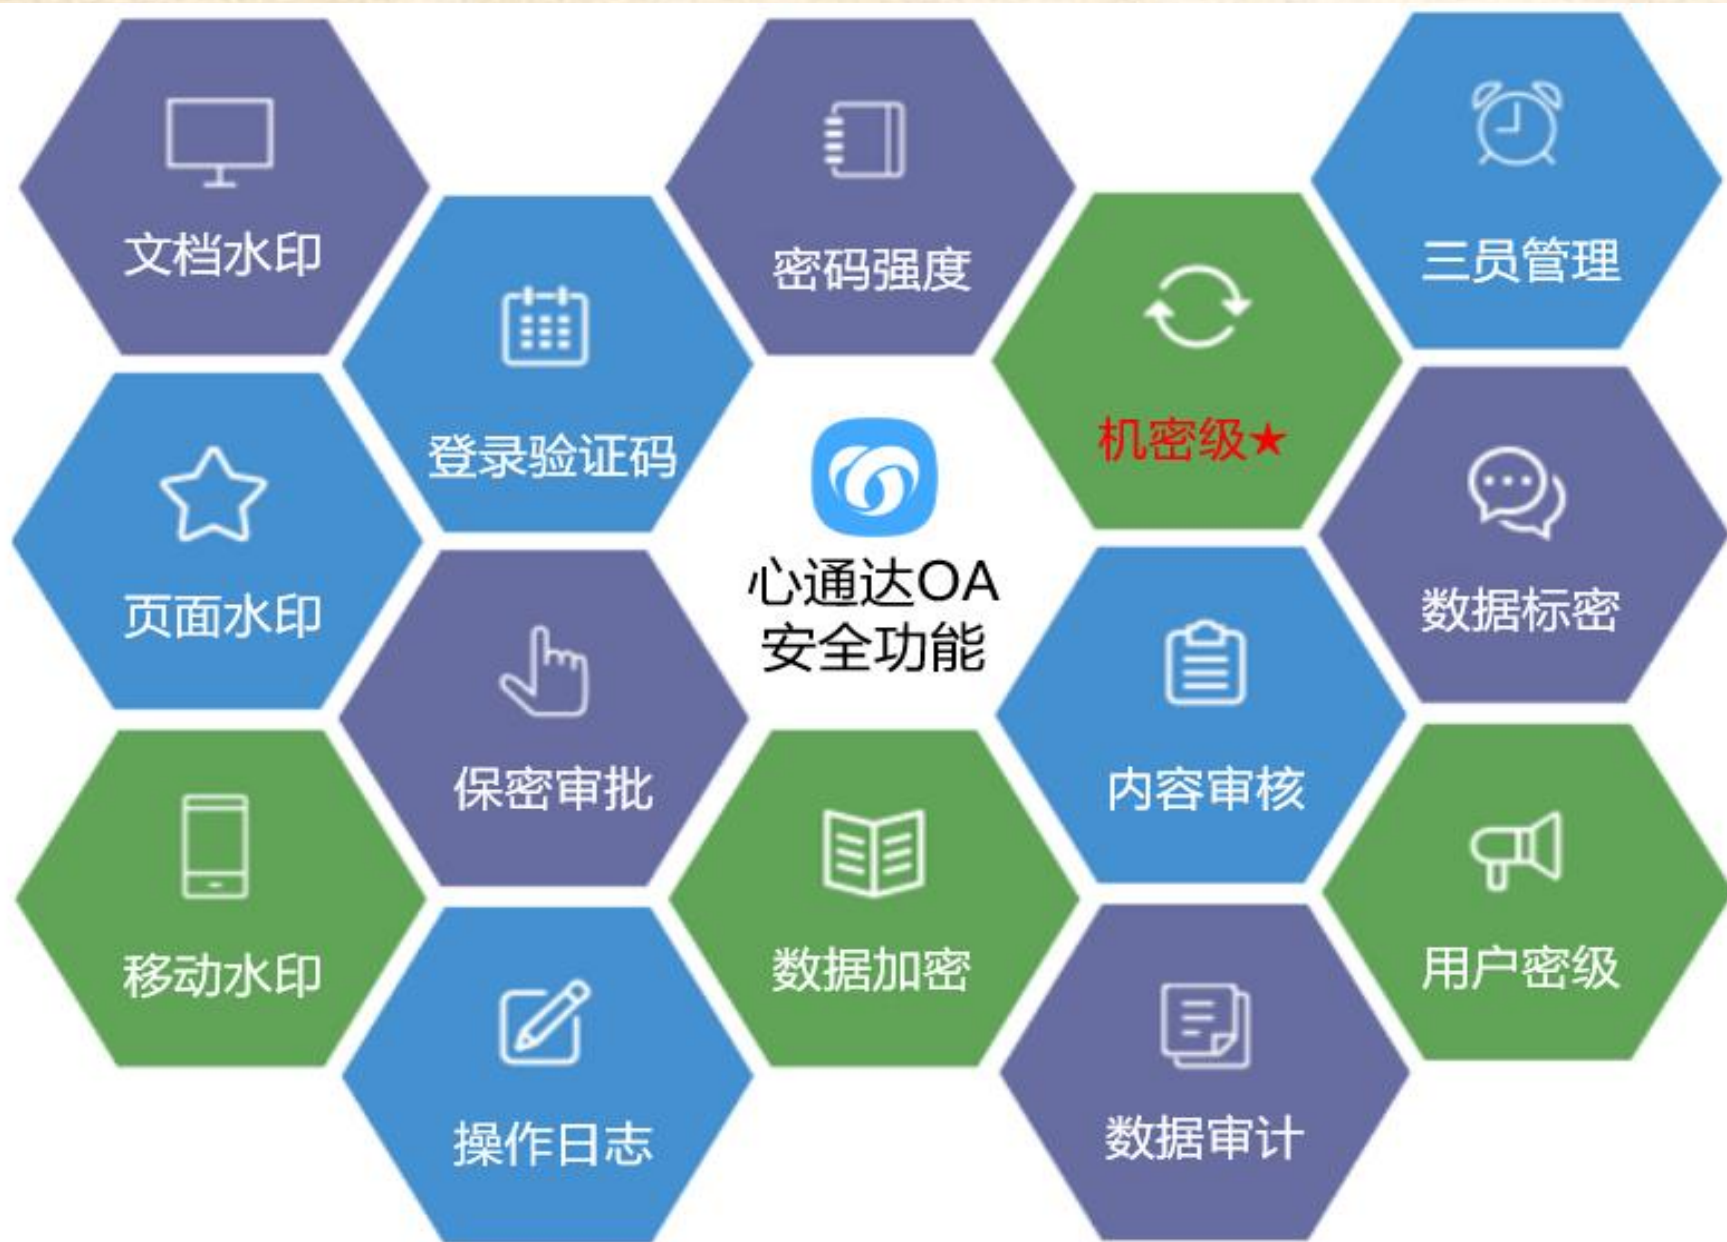 文档水印
密码强度
三员管理
登录验证码
机密级★
心通达OA
安全功能
页面水印
数据标密
保密审批
内容审核
移动水印
数据加密
用户密级
操作日志
数据审计